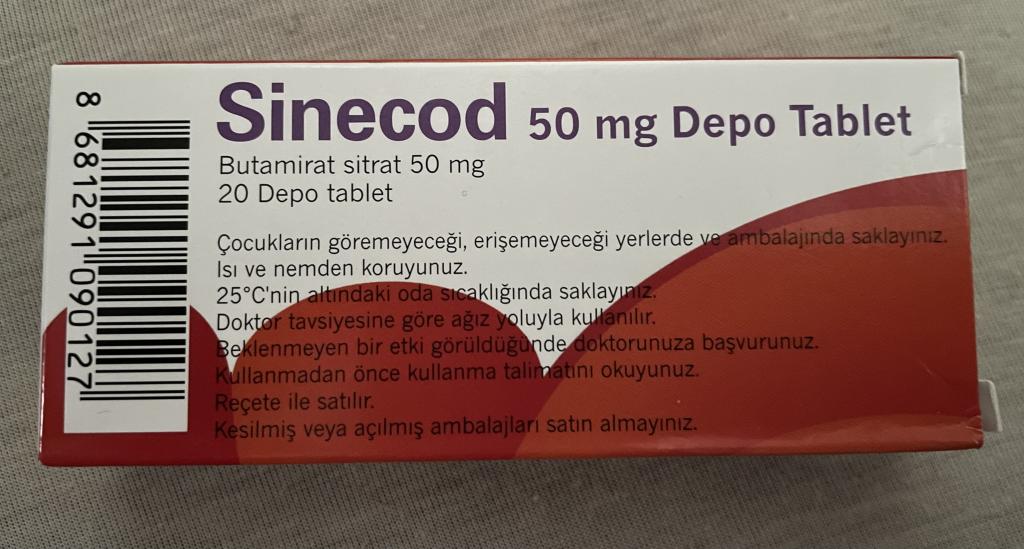 Sinecod 50 mg Depo Tablet
Butamirat sitrat 50 mg
20 Depo tablet
Çocukların göremeyeceği, erişemeyeceği yerlerde ve ambalajında saklayınız.
Isı ve nemden koruyunuz.
25°C'nin altındaki oda sıcaklığında saklayınız.
Doktor tavsiyesine göre ağız yoluyla kullanılır.
Beklenmeyen bir etki görüldüğünde doktorunuza başvurunuz.
Kullanmadan önce kullanma talimatını okuyunuz.
Reçete ile satılır.
Kesilmiş veya açılmış ambalajları satın almayınız.
8 681291 090127